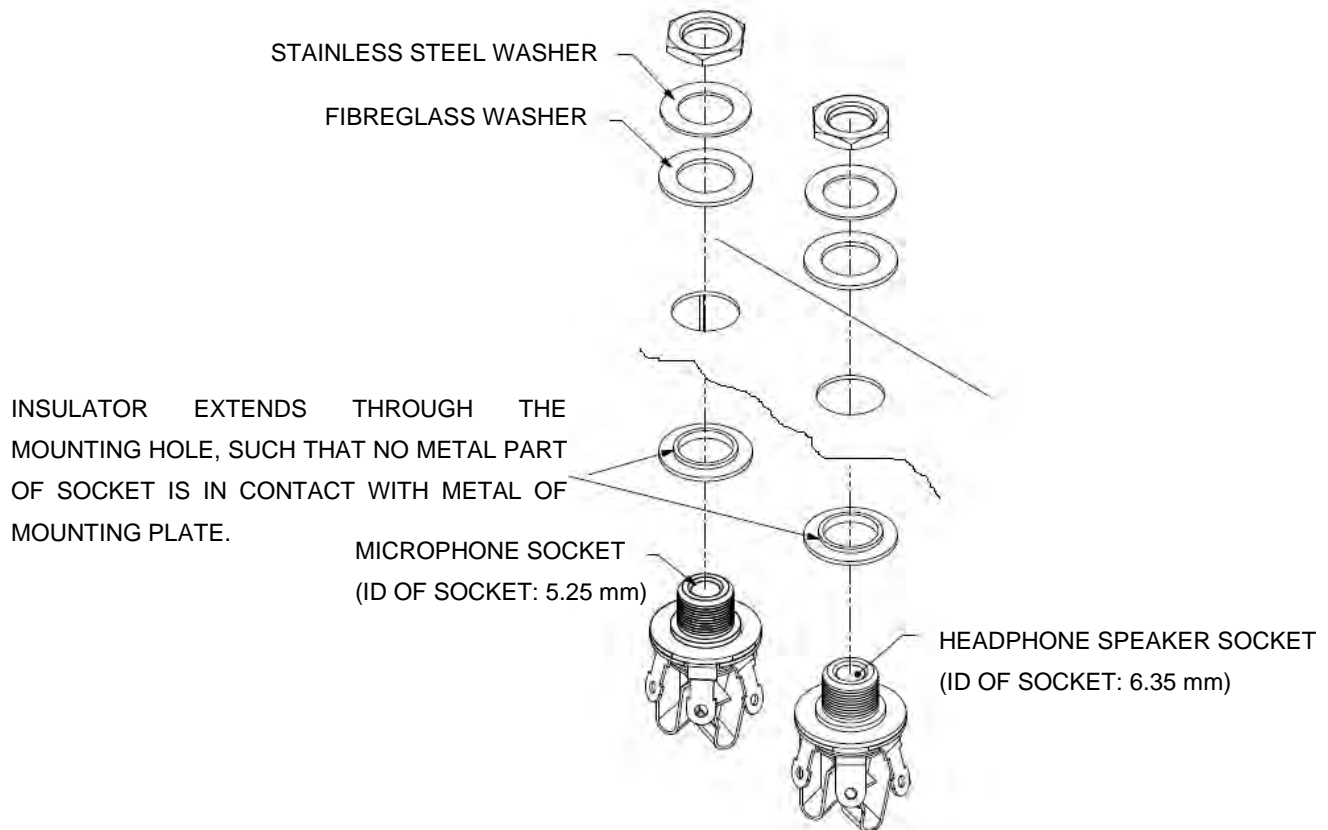 STAINLESS STEEL WASHER
FIBREGLASS WASHER
INSULATOR EXTENDS THROUGH THE
MOUNTING HOLE, SUCH THAT NO METAL PART
OF SOCKET IS IN CONTACT WITH METAL OF
MOUNTING PLATE.
MICROPHONE SOCKET
(ID OF SOCKET: 5.25 mm)
HEADPHONE SPEAKER SOCKET
(ID OF SOCKET: 6.35 mm)